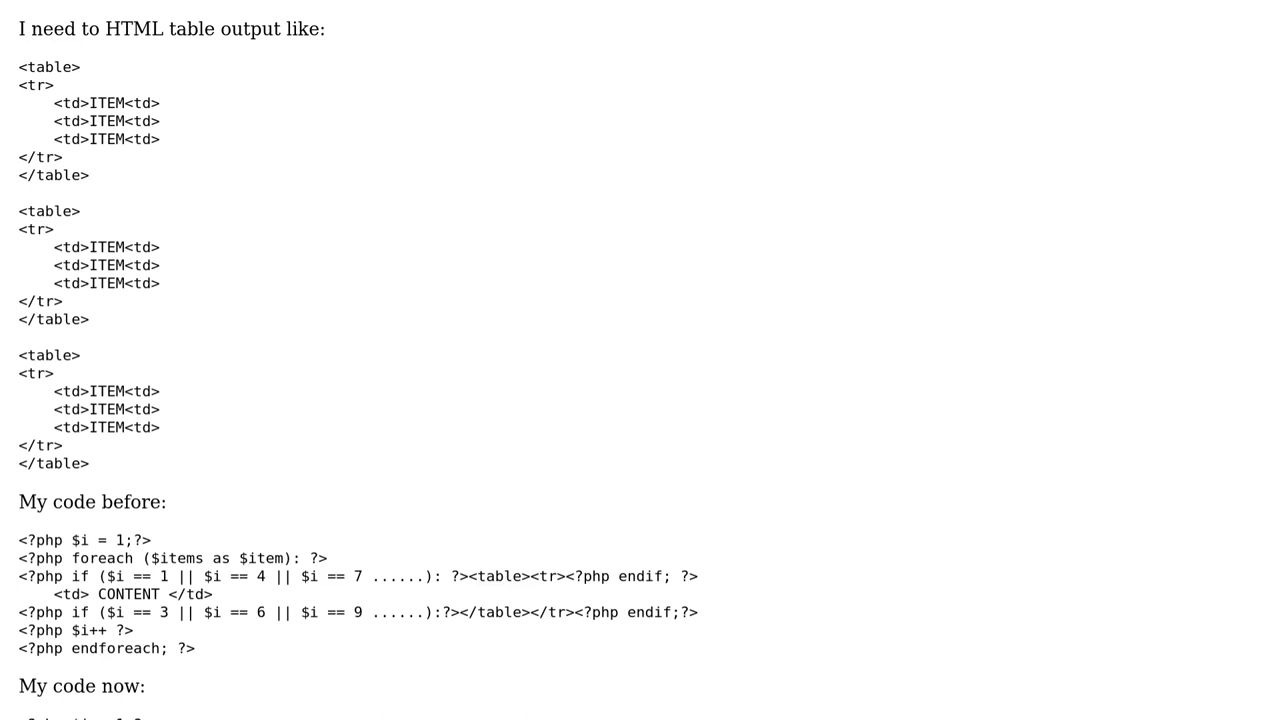 I need to HTML table output like:
<table>
<tr>
    <td>ITEM<td>
    <td>ITEM<td>
    <td>ITEM<td>
</tr>
</table>

<table>
<tr>
    <td>ITEM<td>
    <td>ITEM<td>
    <td>ITEM<td>
</tr>
</table>

<table>
<tr>
    <td>ITEM<td>
    <td>ITEM<td>
    <td>ITEM<td>
</tr>
</table>
My code before:
<?php $i = 1;?>
<?php foreach ($items as $item): ?>
<?php if ($i == 1 || $i == 4 || $i == 7 ......): ?><table><tr><?php endif; ?>
    <td> CONTENT </td>
<?php if ($i == 3 || $i == 6 || $i == 9 ......):?></table></tr><?php endif;?>
<?php $i++ ?>
<?php endforeach; ?>
My code now: